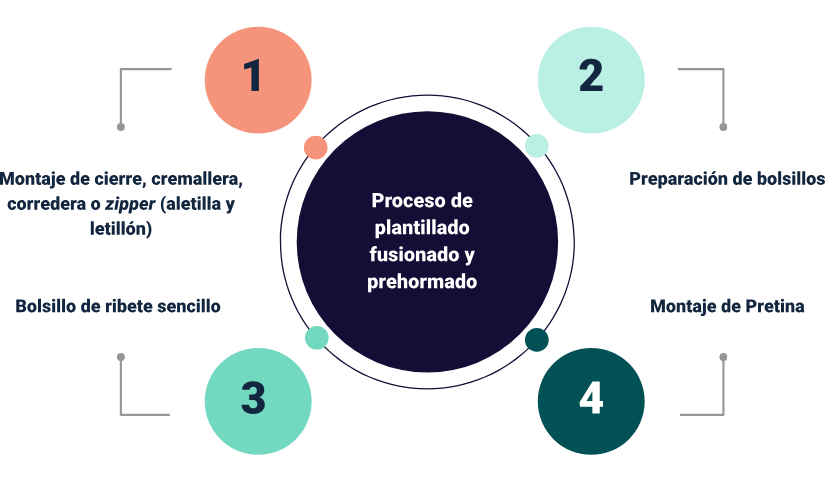 1
Montaje de cierre, cremallera,
corredera o zipper (aletilla y
letillón)
2
Preparación de bolsillos
Proceso de
plantillado
fusionado y
prehormado
Bolsillo de ribete sencillo
3
Montaje de Pretina
4